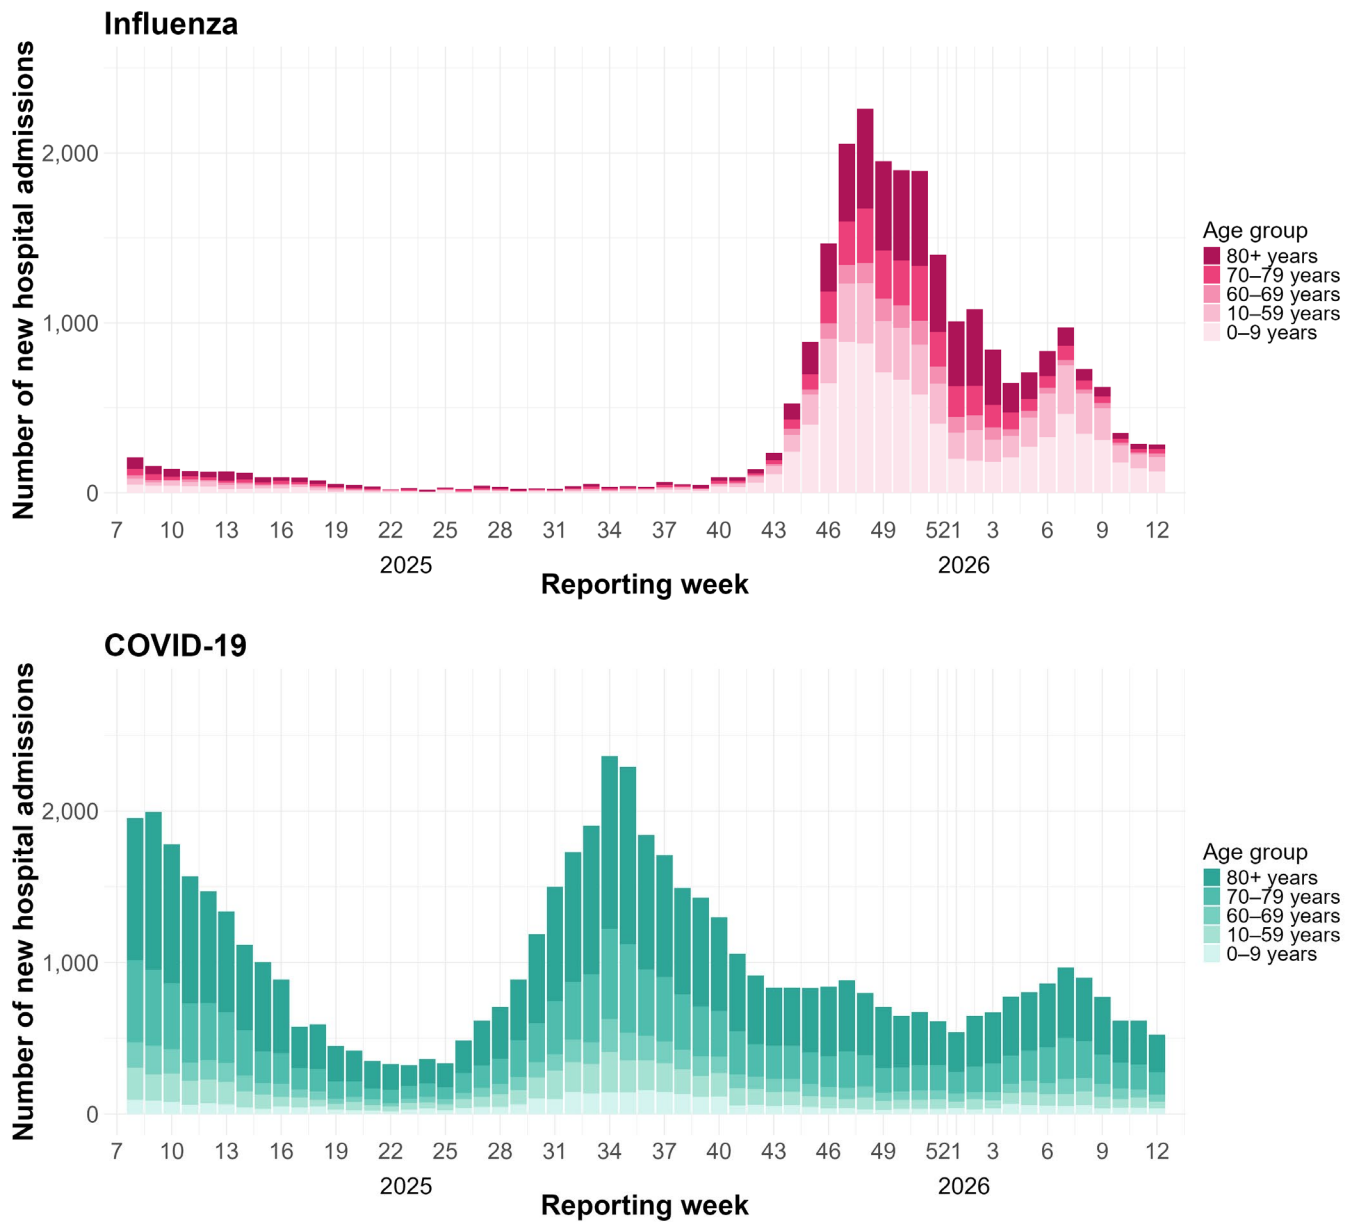 Influenza
Number of new hospital admissions
2,000
1,000
0
7 10 13 16 19 22 25 28 31 34 37 40 43 46 49 521 3 6 9 12
2025 2026
Reporting week
Age group
80+ years
70–79 years
60–69 years
10–59 years
0–9 years
COVID-19
Number of new hospital admissions
2,000
1,000
0
7 10 13 16 19 22 25 28 31 34 37 40 43 46 49 521 3 6 9 12
2025 2026
Reporting week
Age group
80+ years
70–79 years
60–69 years
10–59 years
0–9 years